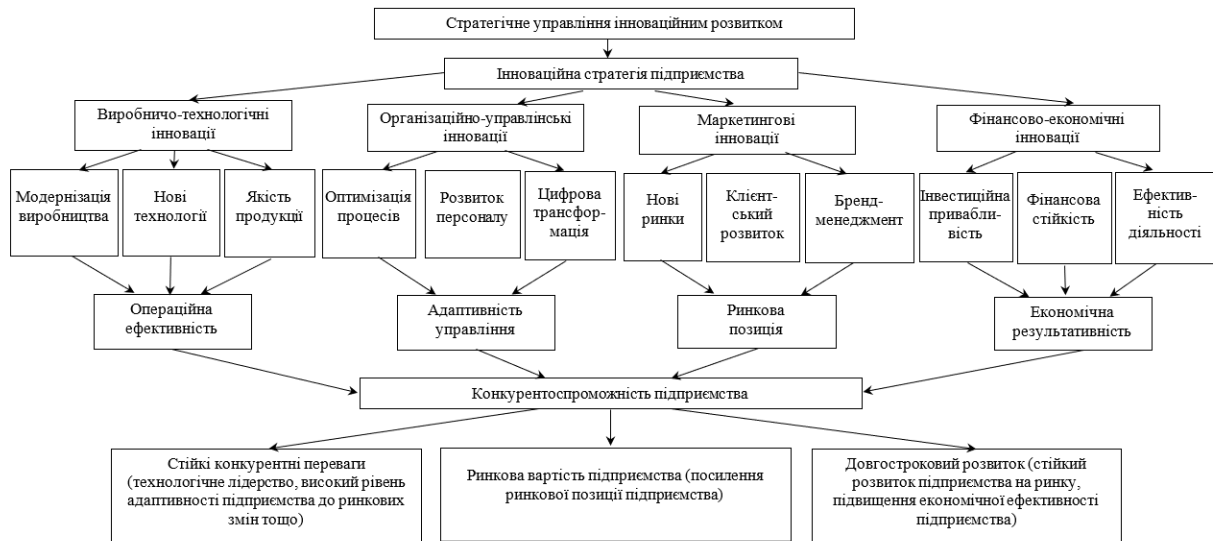 Стратегічне управління інноваційним розвитком
Інноваційна стратегія підприємства
Виробничо-технологічні
інновації
Організаційно-управлінські
інновації
Маркетингові
інновації
Фінансово-економічні
інновації
Модернізація
виробництва
Нові
технології
Якість
продукції
Оптимізація
процесів
Розвиток
персоналу
Цифрова
трансфор-
мація
Нові
ринки
Клієнт-
ський
розвиток
Бренд-
менеджмент
Інвестиційна
привабли-
вість
Фінансова
стійкість
Ефектив-
ність
діяльності
Операційна
ефективність
Адаптивність
управління
Ринкова
позиція
Економічна
результативність
Конкурентоспроможність підприємства
Стійкі конкурентні переваги
(технологічне лідерство, високий рівень
адаптивності підприємства до ринкових
змін тощо)
Ринкова вартість підприємства (посилення
ринкової позиції підприємства)
Довгостроковий розвиток (стійкий
розвиток підприємства на ринку,
підвищення економічної ефективності
підприємства)